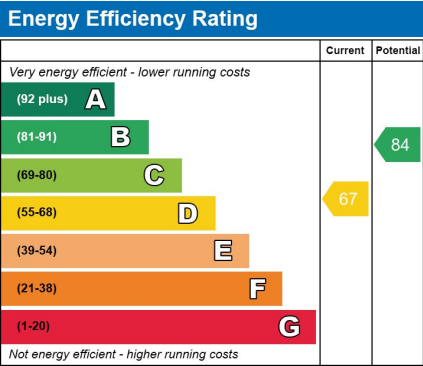 Energy Efficiency Rating
Current Potential
Very energy efficient - lower running costs
(92 plus) A
(81-91) B
84
(69-80) C
(55-68) D
67
(39-54) E
(21-38) F
(1-20) G
Not energy efficient - higher running costs